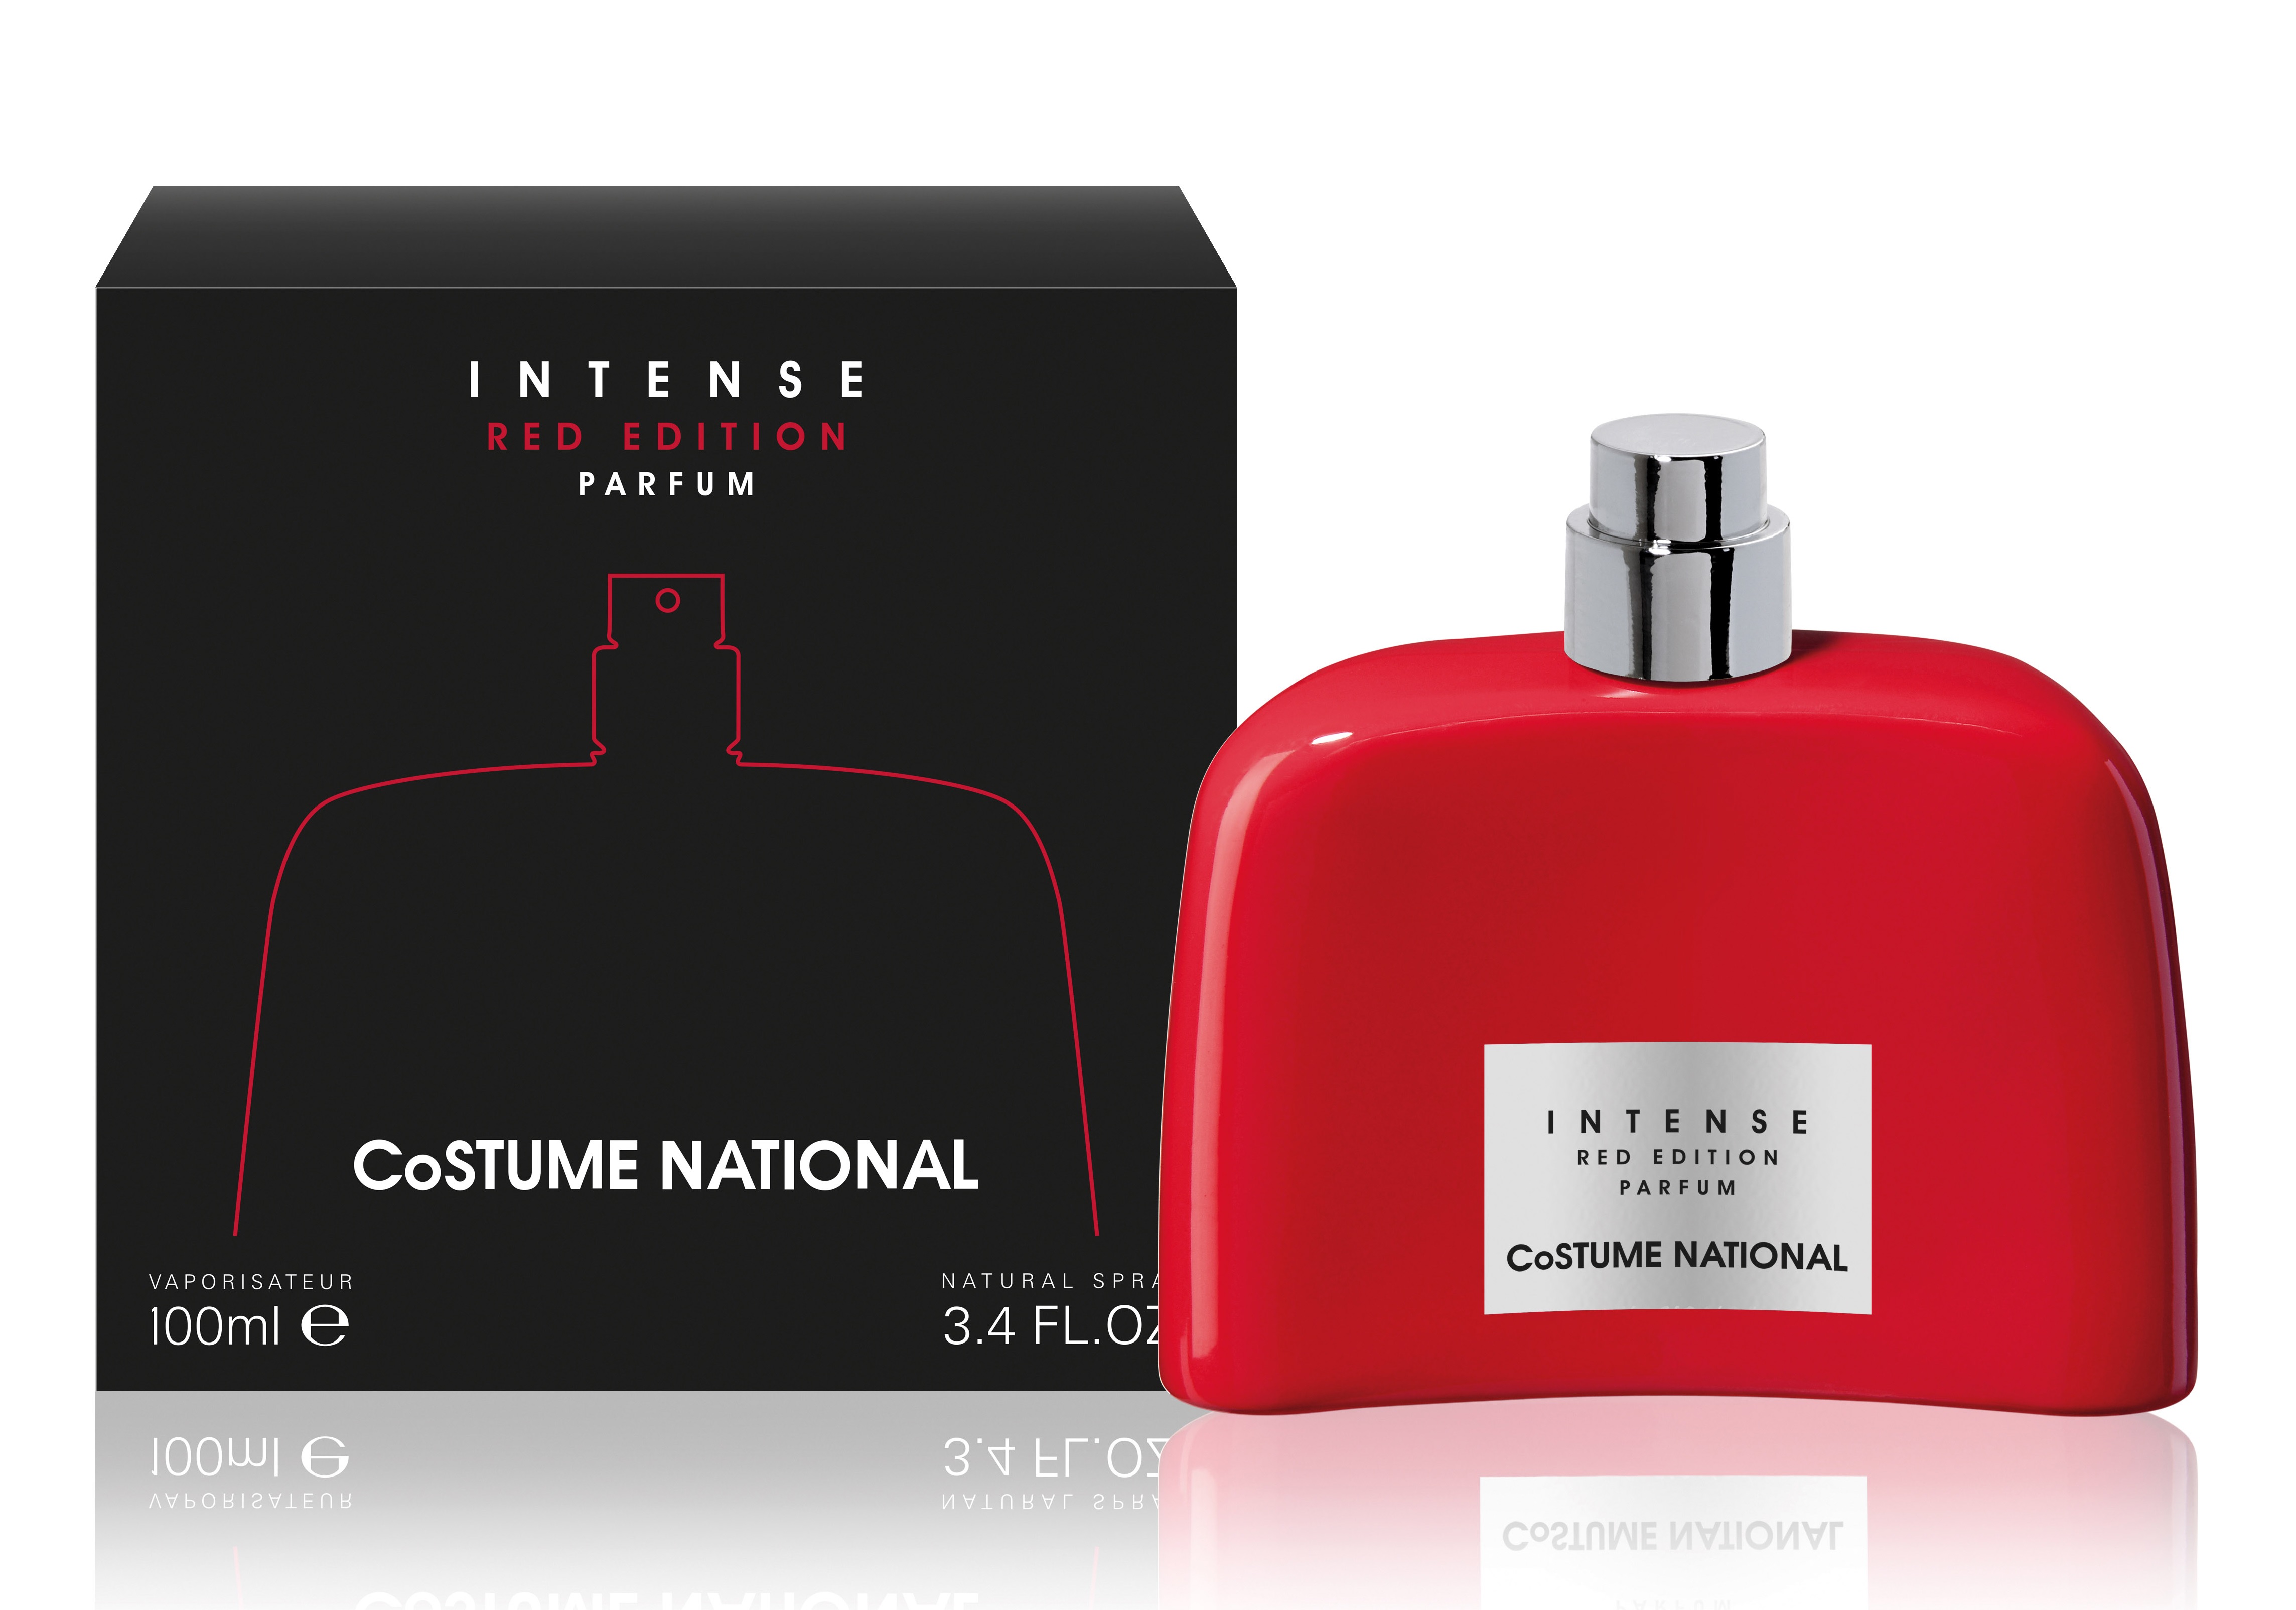 INTENSE
RED EDITION
PARFUM
CoSTUME NATIONAL
VAPORISATEUR
100ml ℮
NATURAL SPRA
3.4 FL.OZ
INTENSE
RED EDITION
PARFUM
CoSTUME NATIONAL